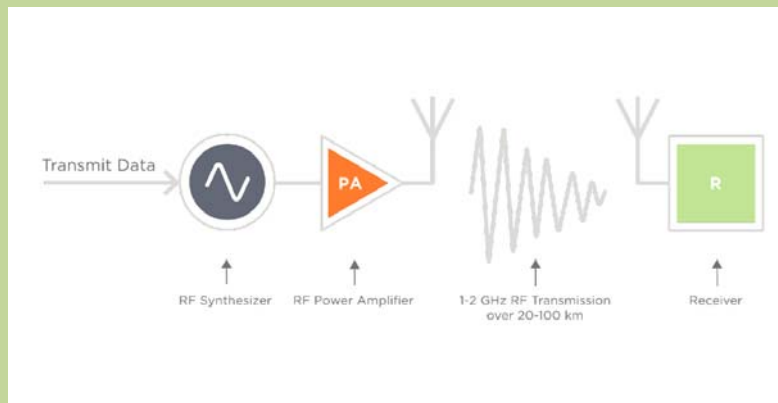 Transmit Data
PA
R
RF Synthesizer
RF Power Amplifier
1-2 GHz RF Transmission
over 20-100 km
Receiver